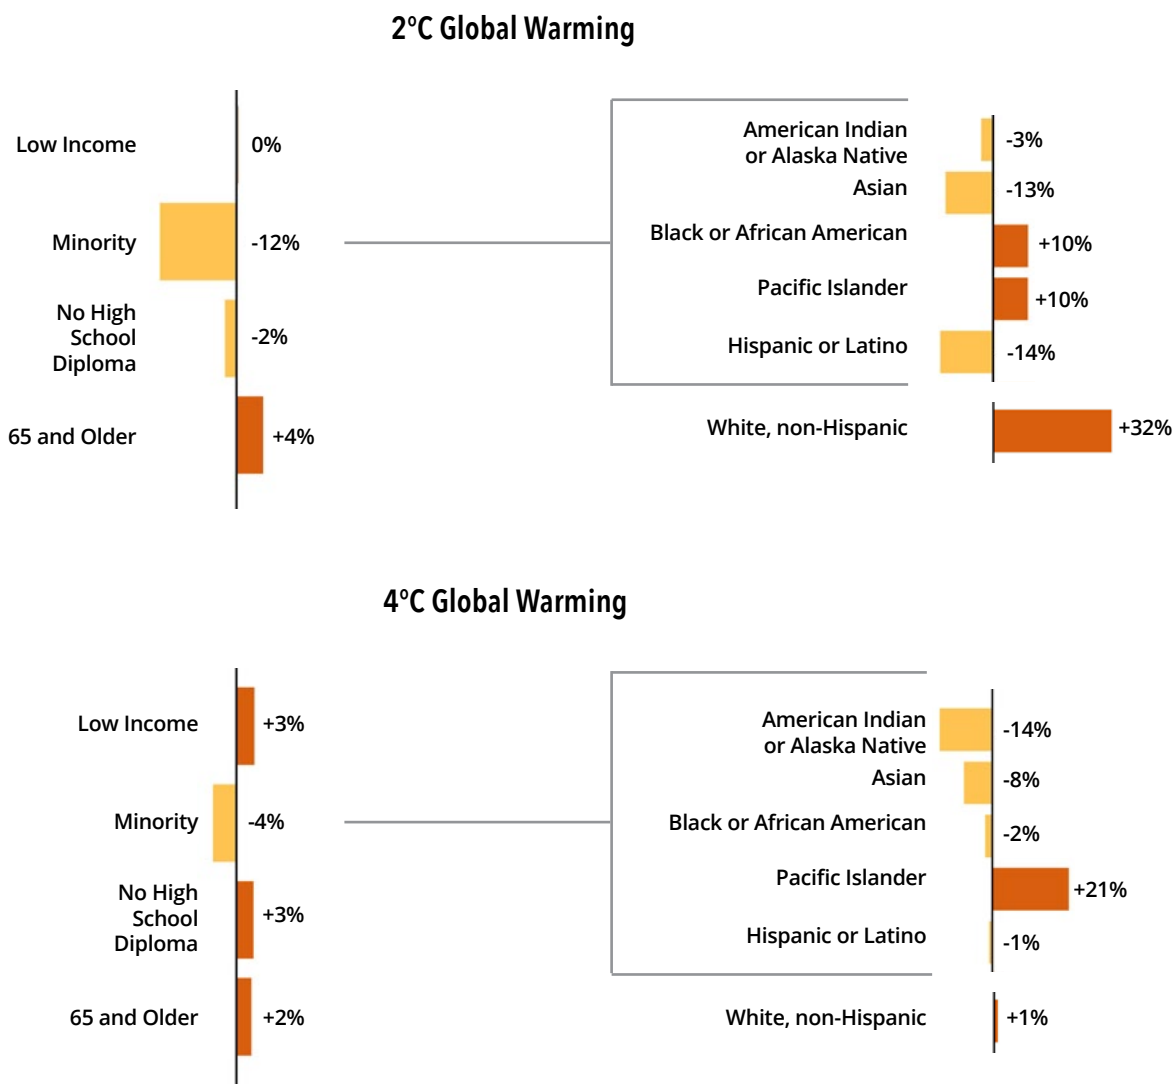 2°C Global Warming
Low Income
0%
Minority
-12%
No High
School
Diploma
-2%
65 and Older
+4%
American Indian
or Alaska Native
-3%
Asian
-13%
Black or African American
+10%
Pacific Islander
+10%
Hispanic or Latino
-14%
White, non-Hispanic
+32%
4°C Global Warming
Low Income
+3%
Minority
-4%
No High
School
Diploma
+3%
65 and Older
+2%
American Indian
or Alaska Native
-14%
Asian
-8%
Black or African American
-2%
Pacific Islander
+21%
Hispanic or Latino
-1%
White, non-Hispanic
+1%